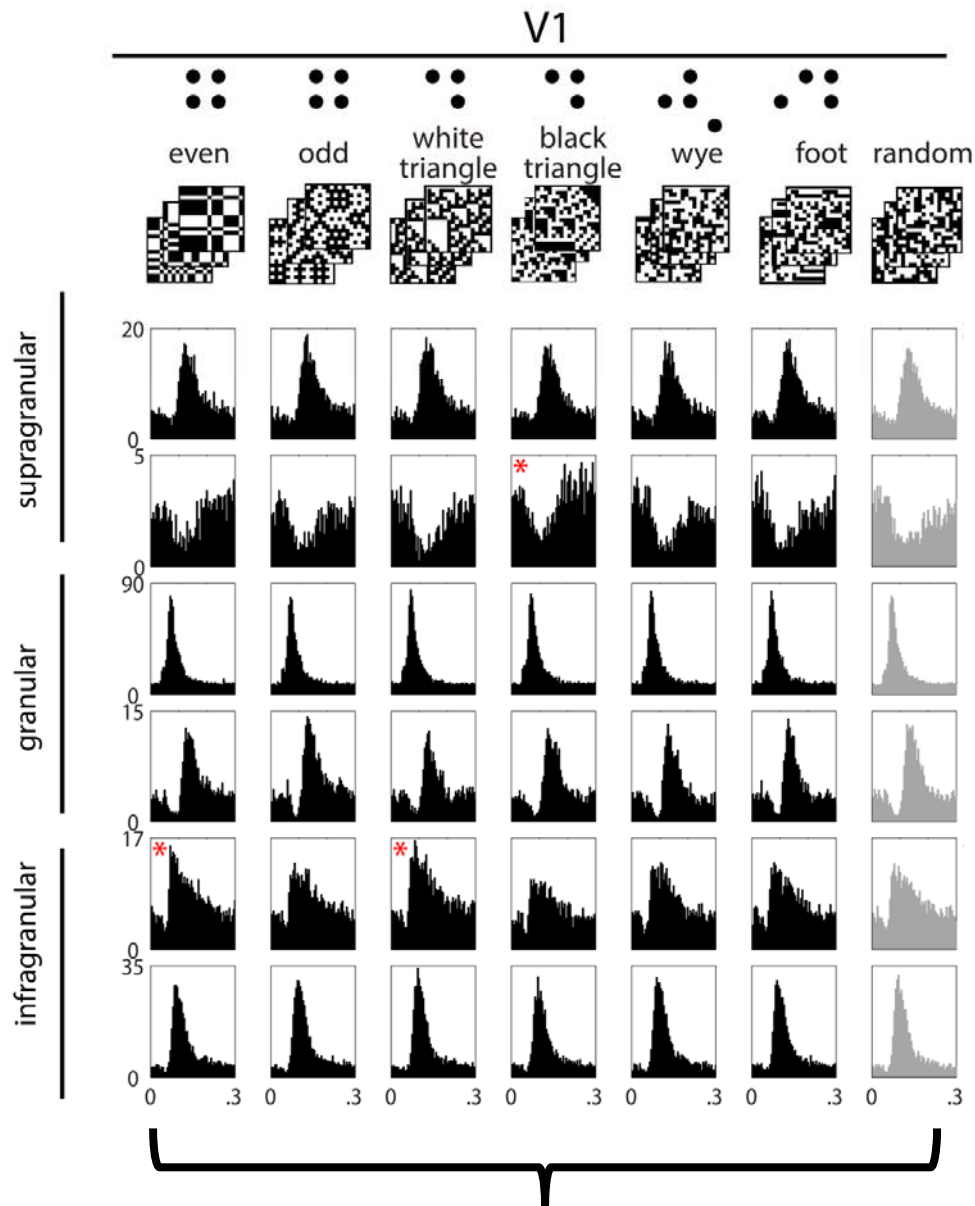 V1
even odd white triangle black triangle wye foot random
supragranular
20
0
5
*
0
granular
90
0
15
0
infragranular
17
* *
0
35
0
0 .3 0 .3 0 .3 0 .3 0 .3 0 .3 0 .3